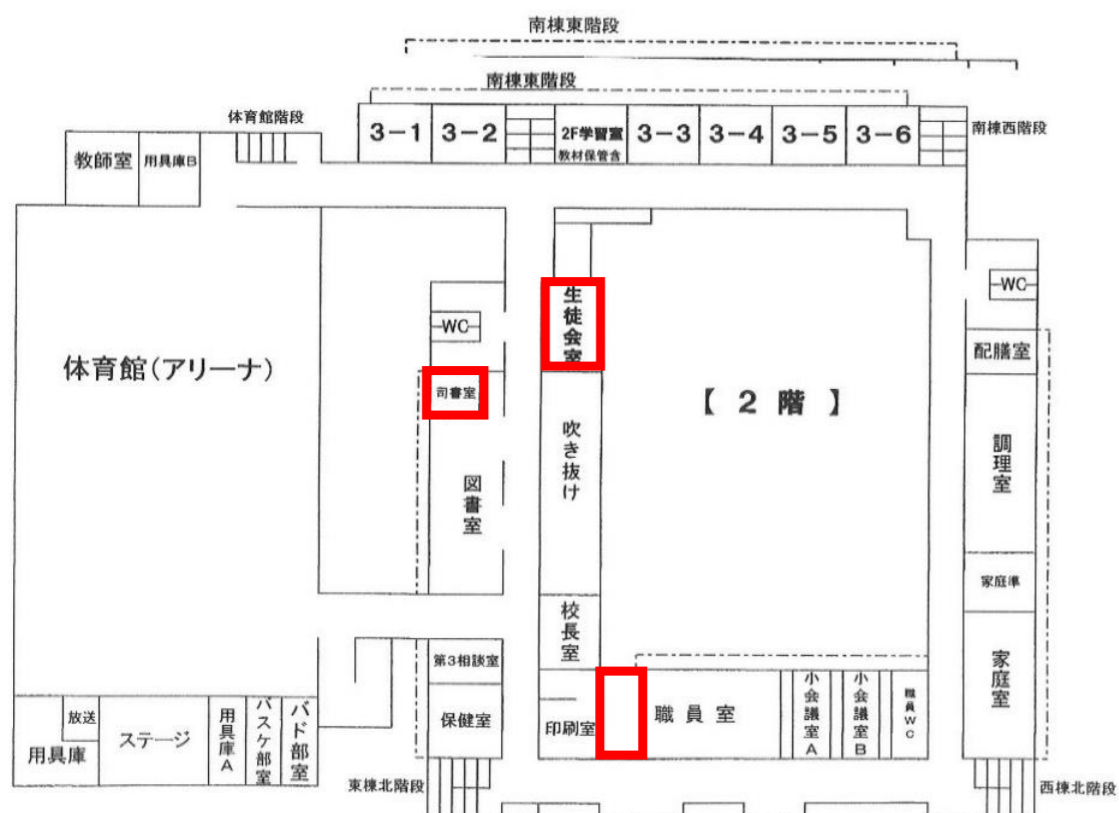 南棟東階段
南棟東階段
体育館階段
3-1
3-2
2F学習室
教材保管含
3-3
3-4
3-5
3-6
南棟西階段
教師室
用具庫B
WC
生徒会室
WC
配膳室
体育館(アリーナ)
司書室
【 2 階 】
吹き抜け
調理室
図書室
家庭準
校長室
第3相談室
家庭室
放送
用具庫
ステージ
用具庫A
バスケ部室
バド部室
保健室
印刷室
職員室
小会議室A
小会議室B
職員WC
東棟北階段
西棟北階段